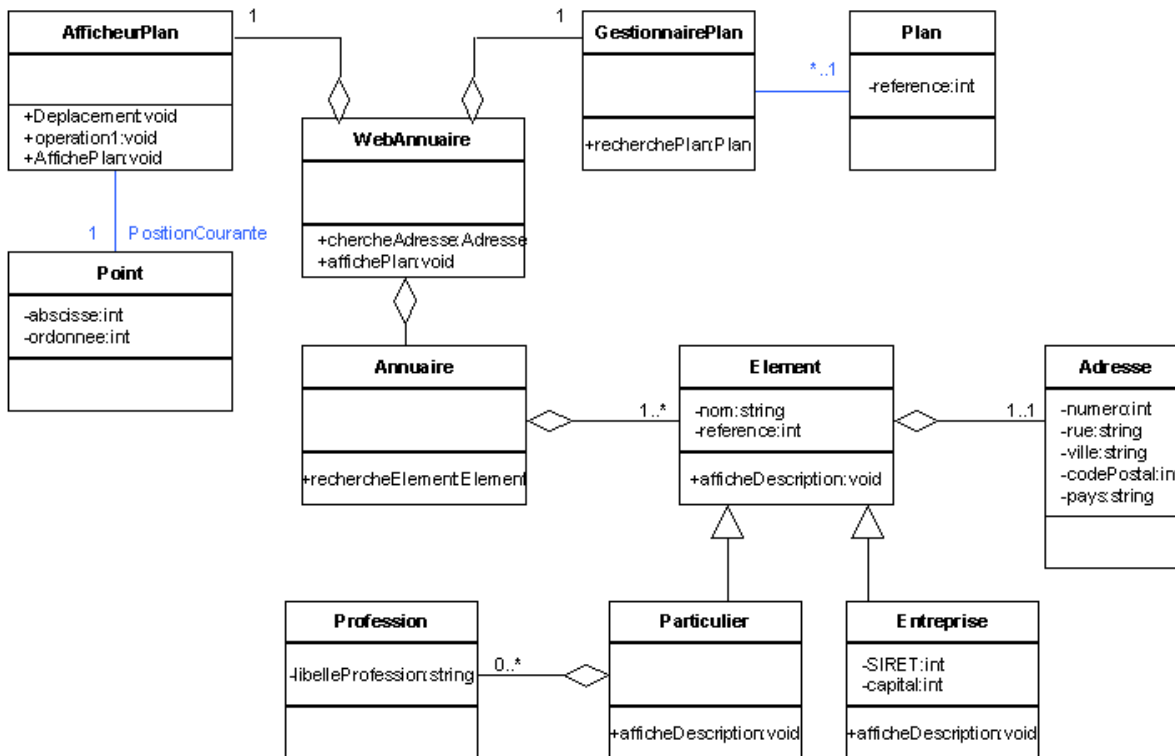 AfficheurPlan
+Deplacement:void
+operation1:void
+AffichePlan:void
1
1
GestionnairePlan
+recherchePlan:Plan
*..1
Plan
-reference:int
WebAnnuaire
+chercheAdresse:Adresse
+affichePlan:void
1
PositionCourante
Point
-abscisse:int
-ordonnee:int
Annuaire
+rechercheElement:Element
1..*
Element
-nom:string
-reference:int
+afficheDescription:void
1..1
Adresse
-numero:int
-rue:string
-ville:string
-codePostal:in
-pays:string
Profession
-libelleProfession:string
0..*
Particulier
+afficheDescription:void
Entreprise
-SIRET:int
-capital:int
+afficheDescription:void